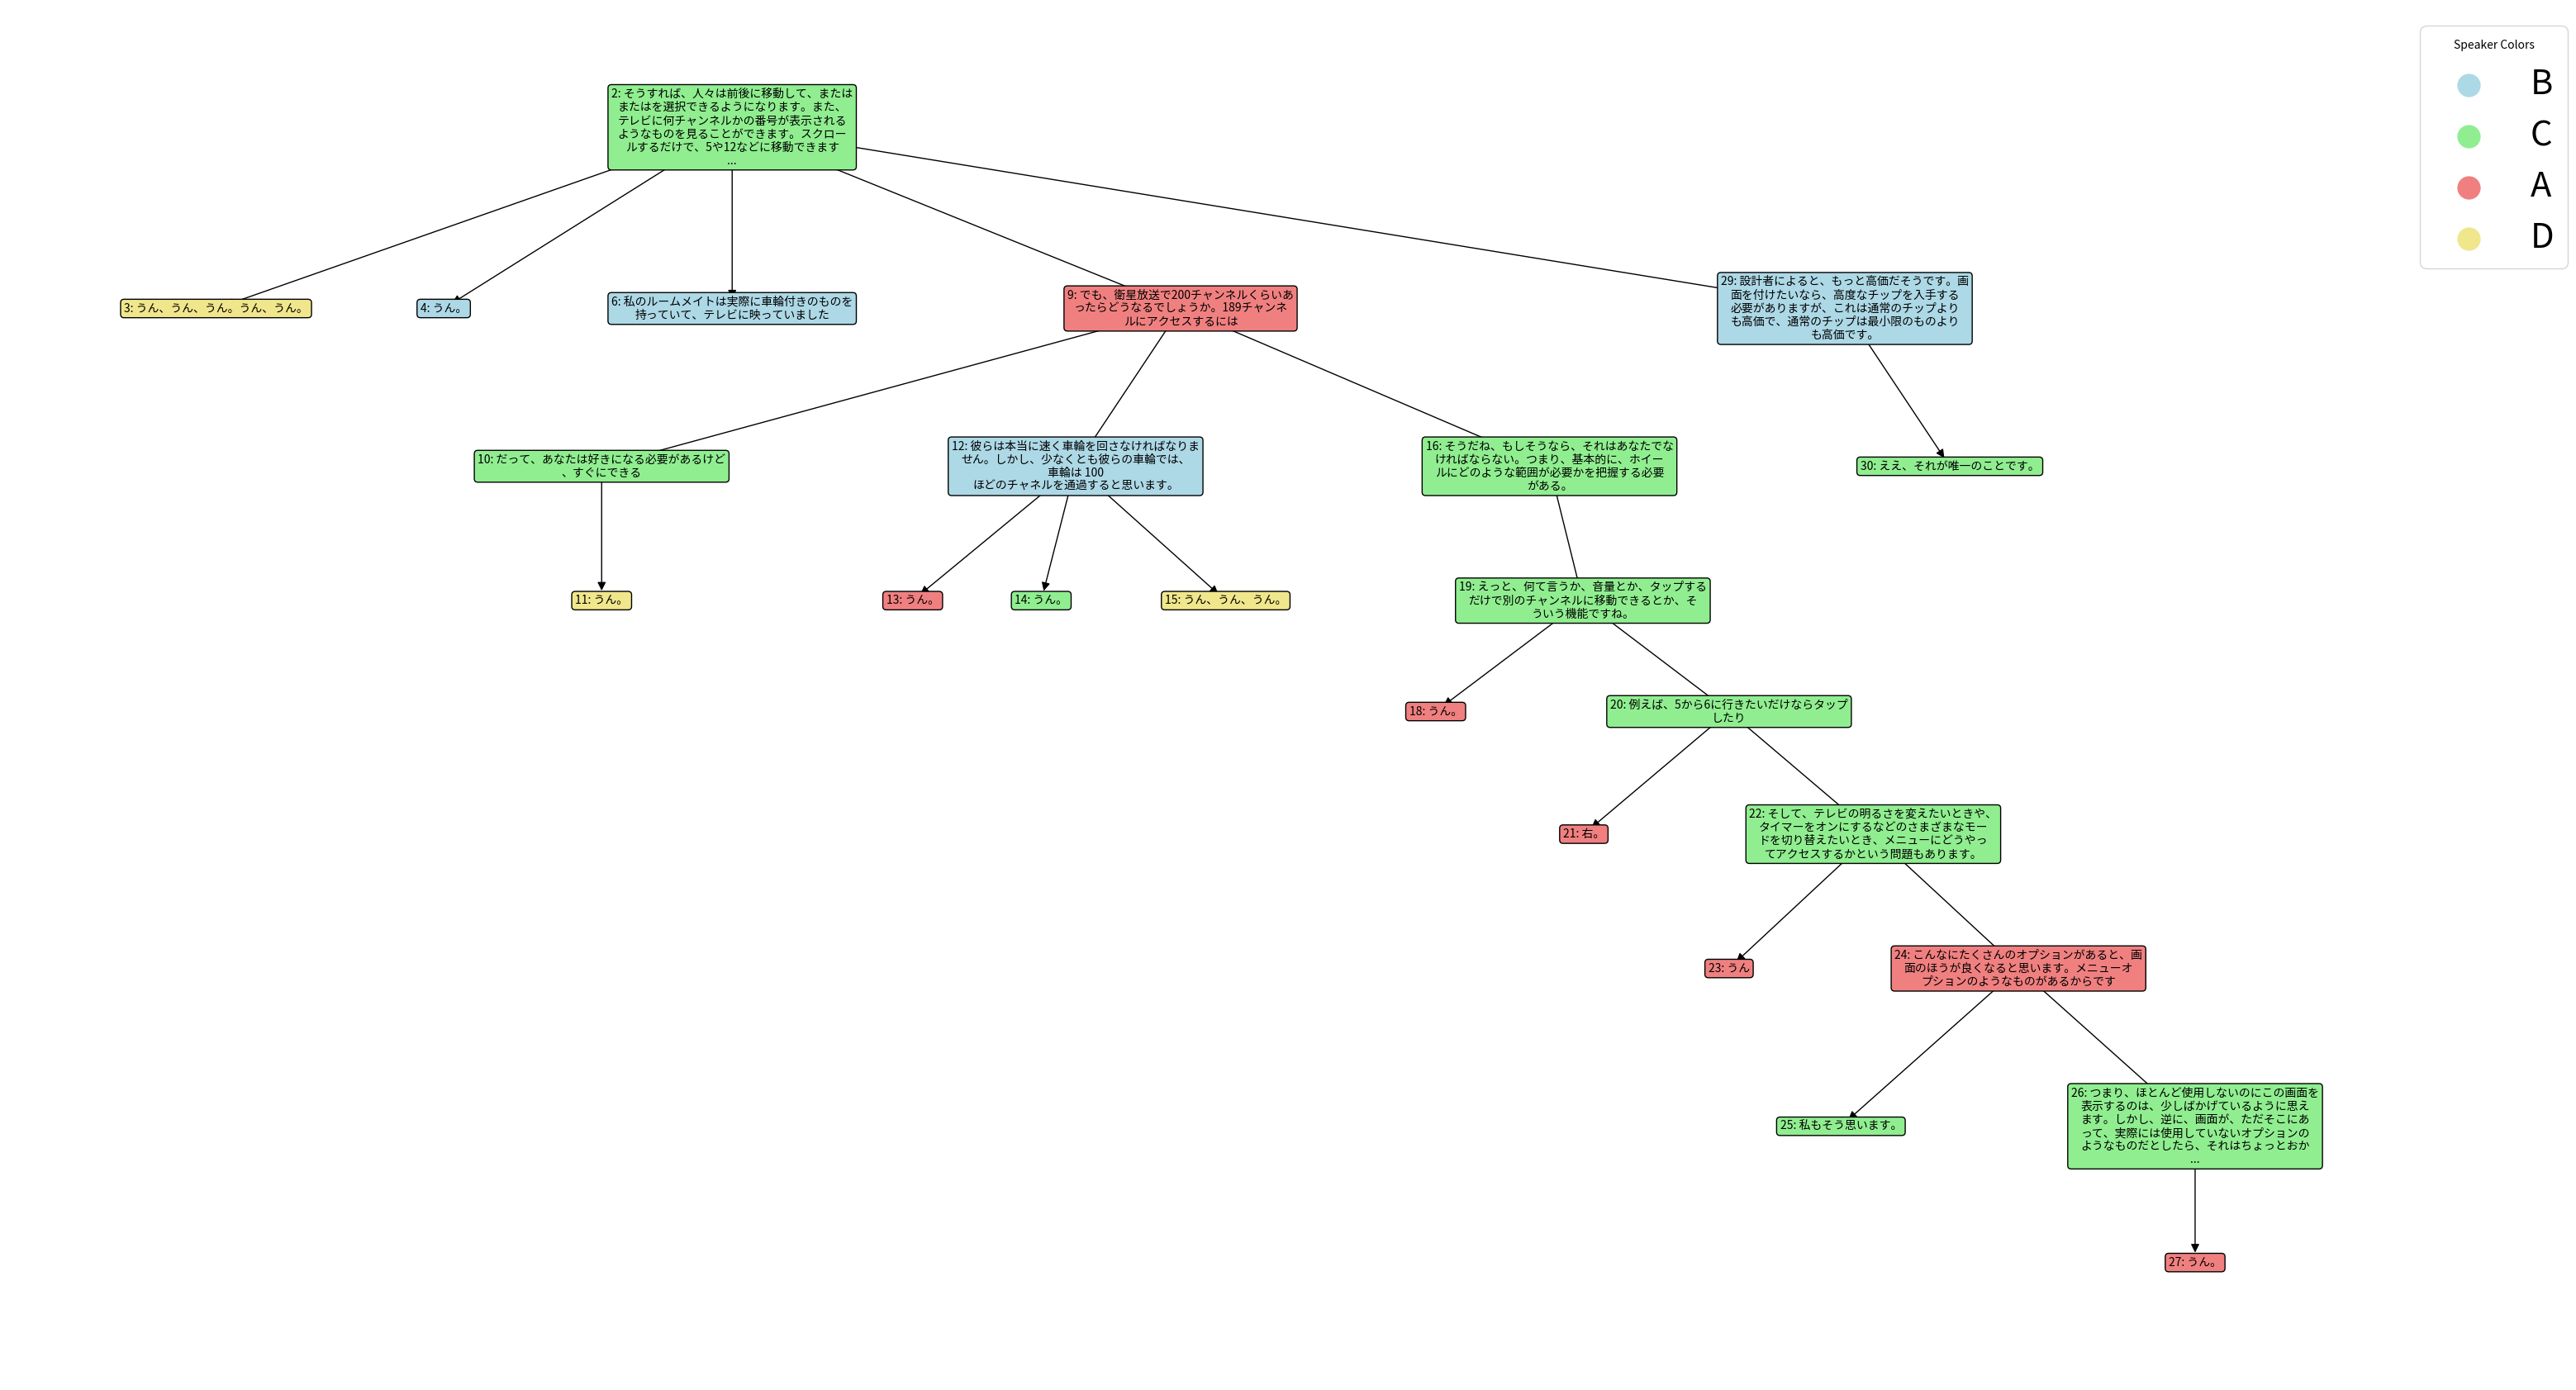 Speaker Colors
B
C
A
D
2: そうすれば、人々は前後に移動して、または
またはを選択できるようになります。また、
テレビに何チャンネルかの番号が表示される
ようなものを見ることができます。スクロー
ルするだけで、5や12などに移動できます
...
3: うん、うん、うん。うん、うん。
4: うん。
6: 私のルームメイトは実際に車輪付きのものを
持っていて、テレビに映っていました
9: でも、衛星放送で200チャンネルくらいあ
ったらどうなるでしょうか。189チャンネ
ルにアクセスするには
29: 設計者によると、もっと高価だそうです。画
面を付けたいなら、高度なチップを入手する
必要がありますが、これは通常のチップより
も高価で、通常のチップは最小限のものより
も高価です。
10: だって、あなたは好きになる必要があるけど
、すぐにできる
12: 彼らは本当に速く車輪を回さなければなりま
せん。しかし、少なくとも彼らの車輪では、
車輪は 100
ほどのチャネルを通過すると思います。
16: そうだね、もしそうなら、それはあなたでな
ければならない。つまり、基本的に、ホイー
ルにどのような範囲が必要かを把握する必要
がある。
30: ええ、それが唯一のことです。
11: うん。
13: うん。
14: うん。
15: うん、うん、うん。
19: えっと、何て言うか、音量とか、タップする
だけで別のチャンネルに移動できるとか、そ
ういう機能ですね。
18: うん。
20: 例えば、5から6に行きたいだけならタップ
したり
21: 右。
22: そして、テレビの明るさを変えたいときや、
タイマーをオンにするなどのさまざまなモー
ドを切り替えたいとき、メニューにどうやっ
てアクセスするかという問題もあります。
23: うん
24: こんなにたくさんのオプションがあると、画
面のほうが良くなると思います。メニューオ
プションのようなものがあるからです
25: 私もそう思います。
26: つまり、ほとんど使用しないのにこの画面を
表示するのは、少しばかげているように思え
ます。しかし、逆に、画面が、ただそこにあ
って、実際には使用していないオプションの
ようなものだとしたら、それはちょっとおか
...
27: うん。